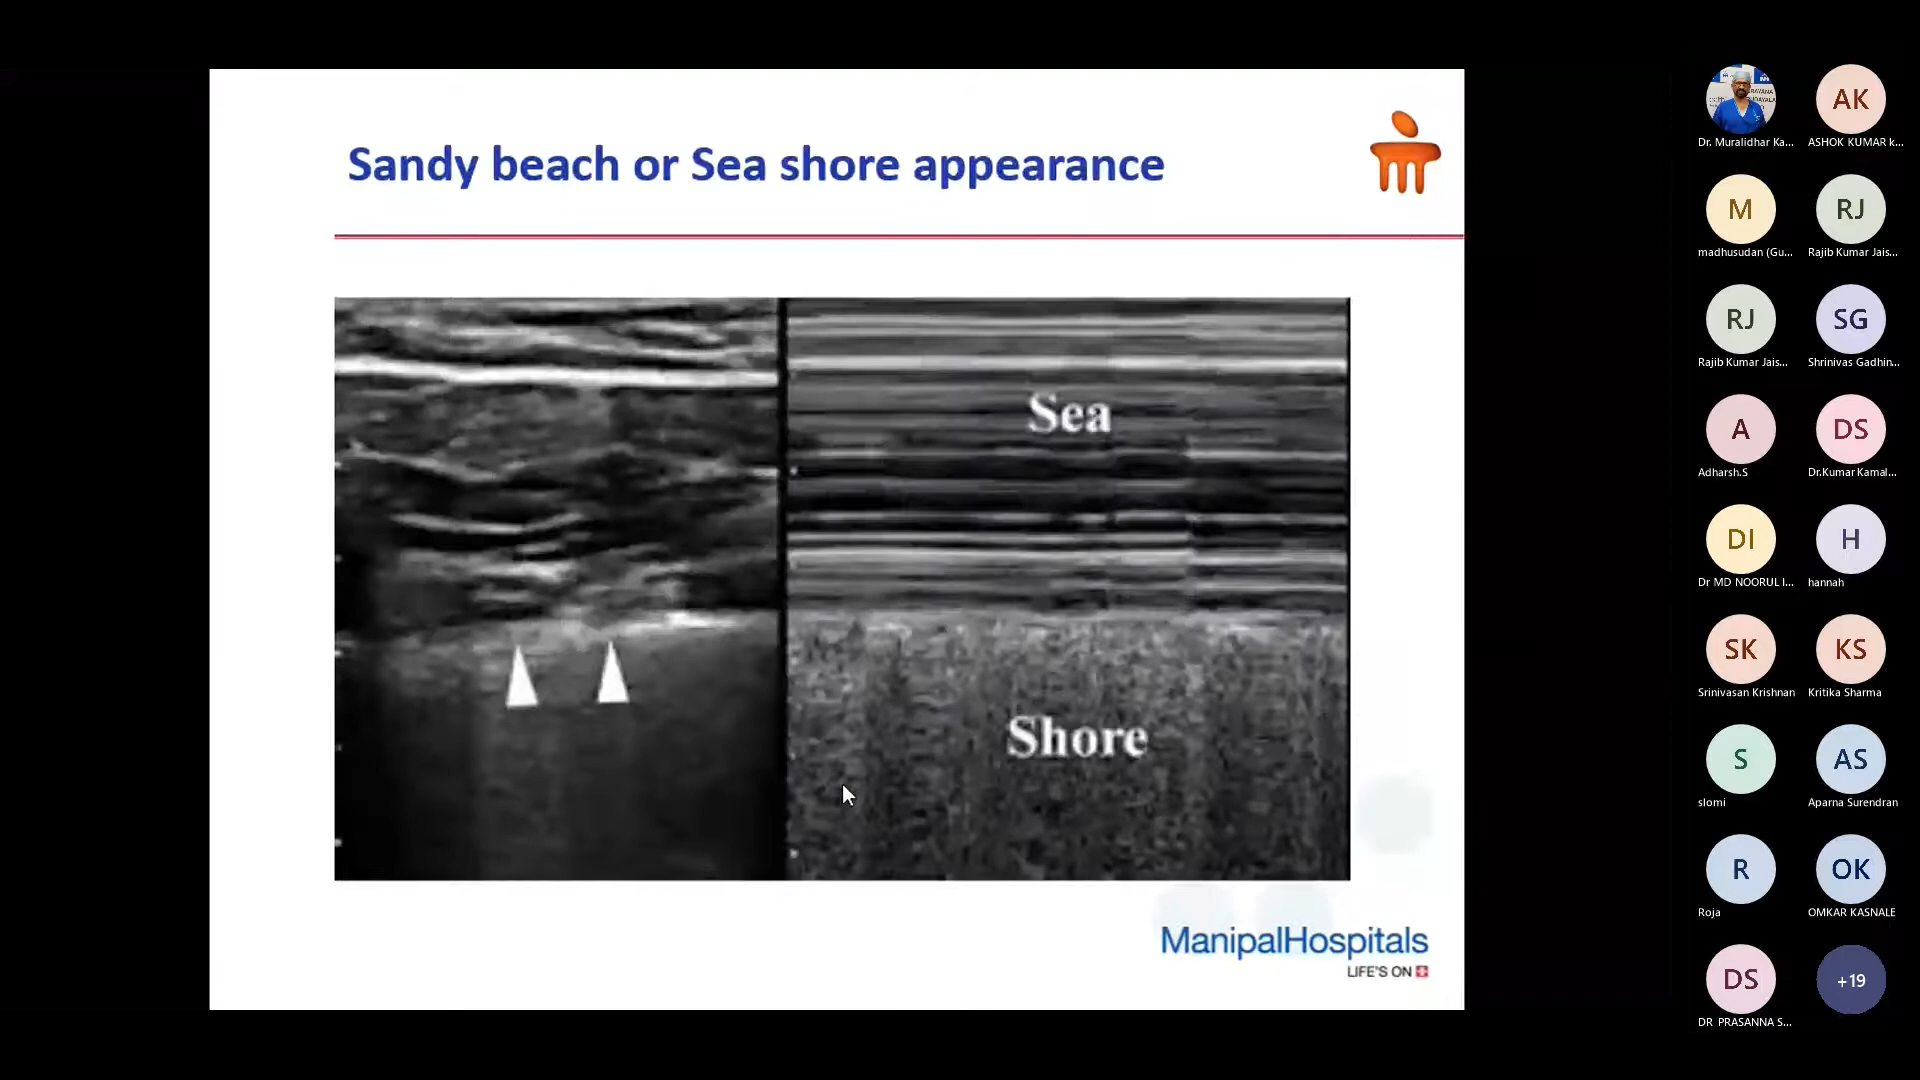 Sandy beach or Sea shore appearance
Sea
Shore
ManipalHospitals
LIFE'S ON
Dr. Muralidhar Ka...
AK
ASHOK KUMAR k...
M
madhusudan (Gu...
RJ
Rajib Kumar Jais...
RJ
Rajib Kumar Jais...
SG
Shrinivas Gadhin...
A
Adharsh.S
DS
Dr.Kumar Kamal...
DI
Dr MD NOORUL I...
H
hannah
SK
Srinivasan Krishnan
KS
Kritika Sharma
S
slomi
AS
Aparna Surendran
R
Roja
OK
OMKAR KASNALE
DS
DR PRASANNA S...
+19